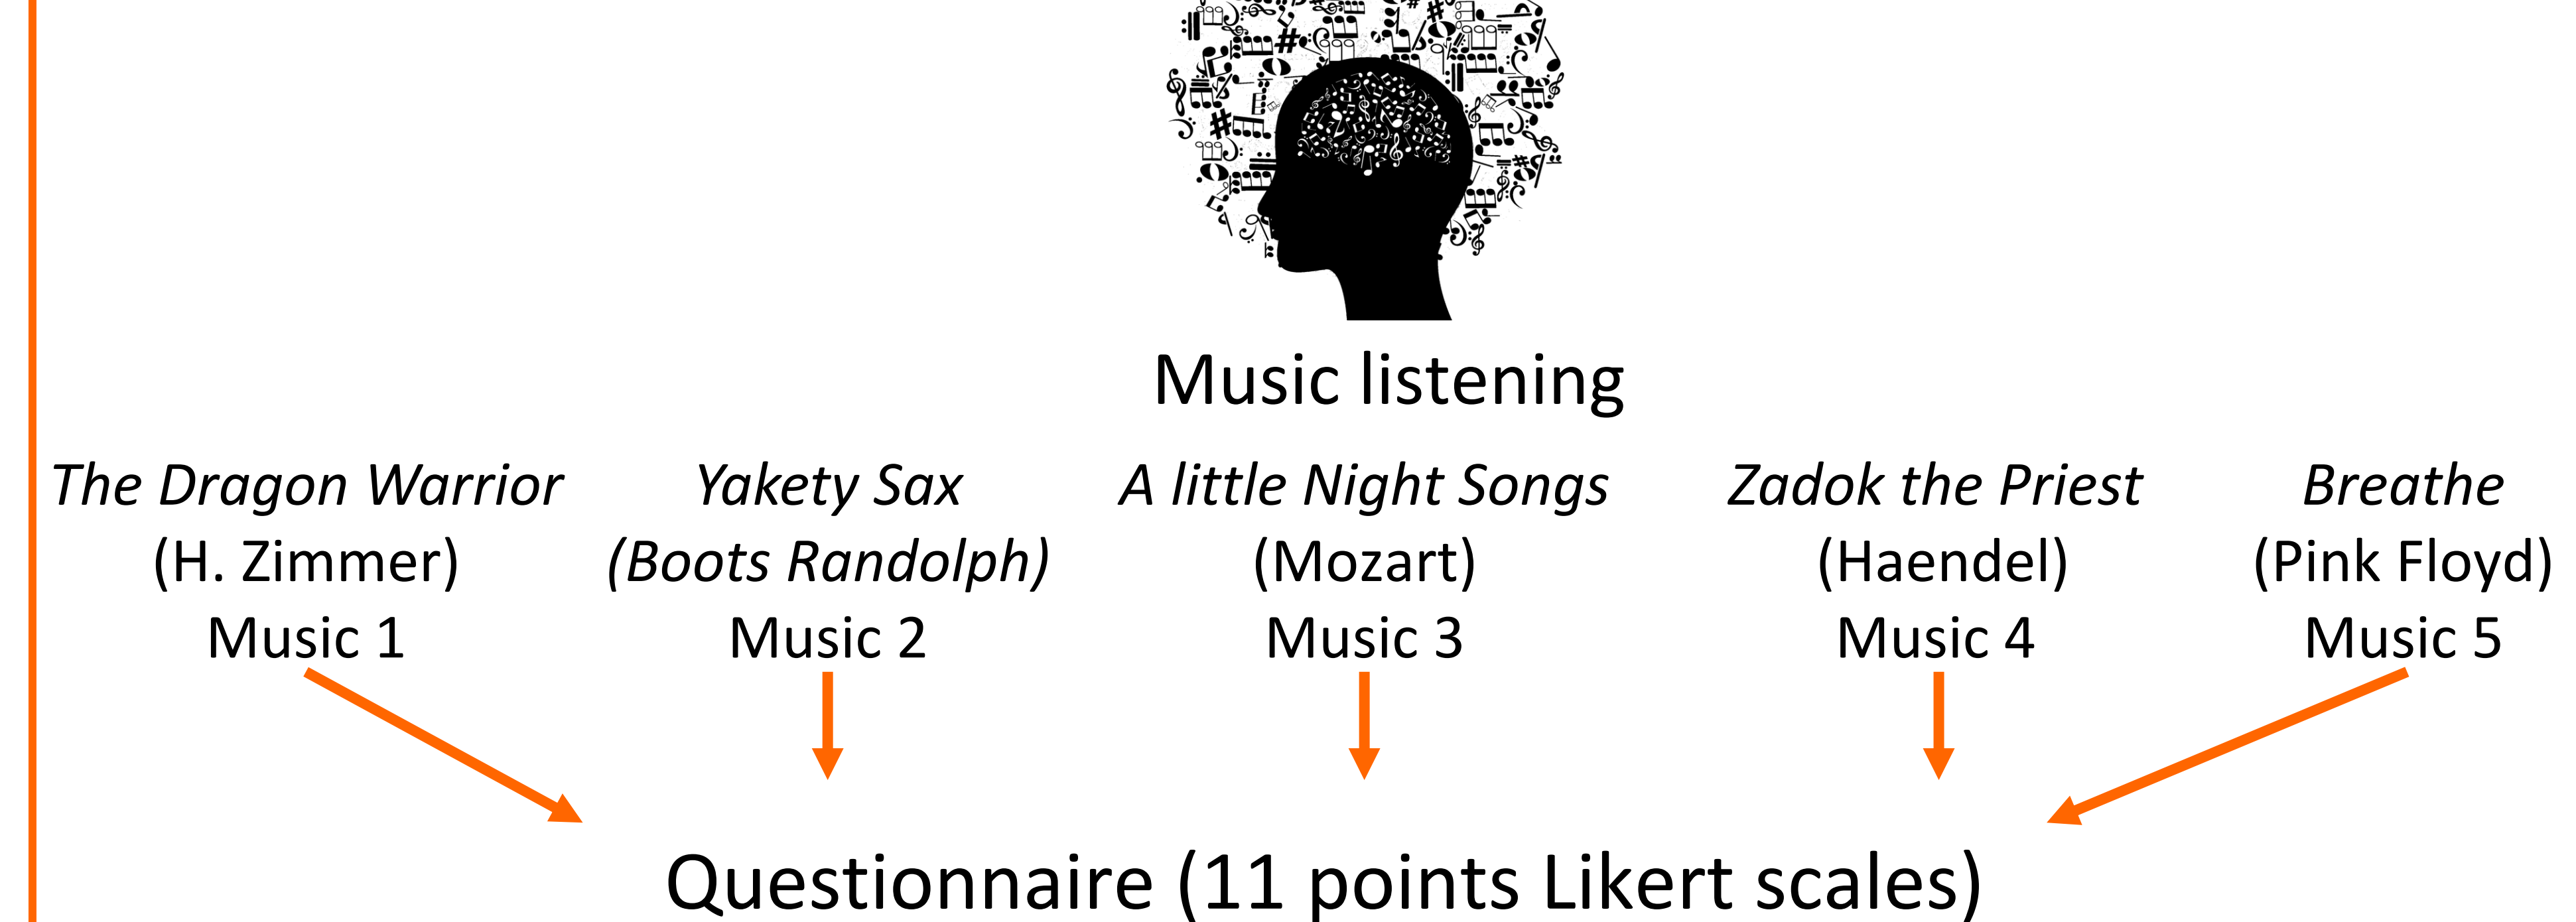 Music listening
The Dragon Warrior
(H. Zimmer)
Music 1
Yakety Sax
(Boots Randolph)
Music 2
A little Night Songs
(Mozart)
Music 3
Zadok the Priest
(Haendel)
Music 4
Breathe
(Pink Floyd)
Music 5
Questionnaire (11 points Likert scales)